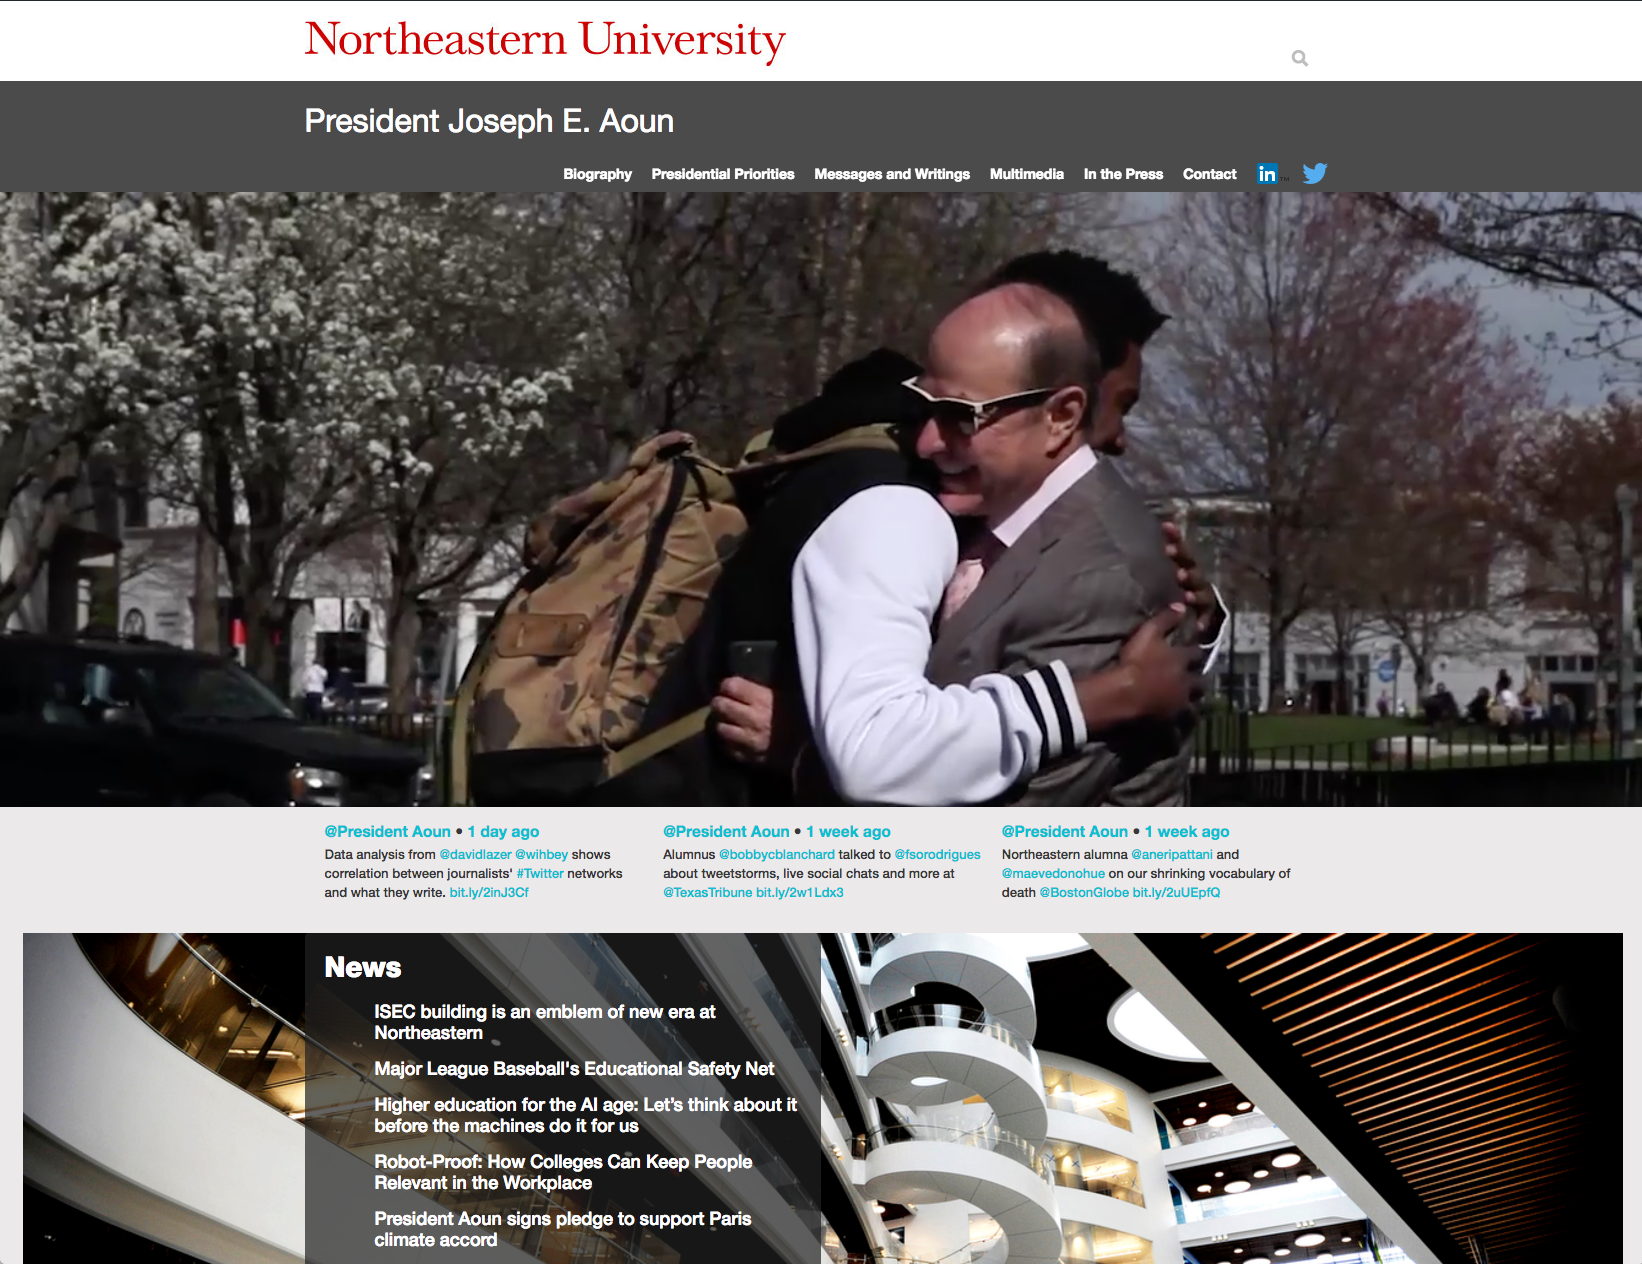 Northeastern University
President Joseph E. Aoun
Biography Presidential Priorities Messages and Writings Multimedia In the Press Contact in TM
@President Aoun • 1 day ago
Data analysis from @davidlazer @wihbey shows
correlation between journalists' #Twitter networks
and what they write. bit.ly/2inJ3Cf
@President Aoun • 1 week ago
Alumnus @bobbycblanchard talked to @fsorodrigues
about tweetstorms, live social chats and more at
@TexasTribune bit.ly/2w1Ldx3
@President Aoun • 1 week ago
Northeastern alumna @aneripattani and
@maevedonohue on our shrinking vocabulary of
death @BostonGlobe bit.ly/2uUEpfQ
News
ISEC building is an emblem of new era at
Northeastern
Major League Baseball's Educational Safety Net
Higher education for the AI age: Let’s think about it
before the machines do it for us
Robot-Proof: How Colleges Can Keep People
Relevant in the Workplace
President Aoun signs pledge to support Paris
climate accord